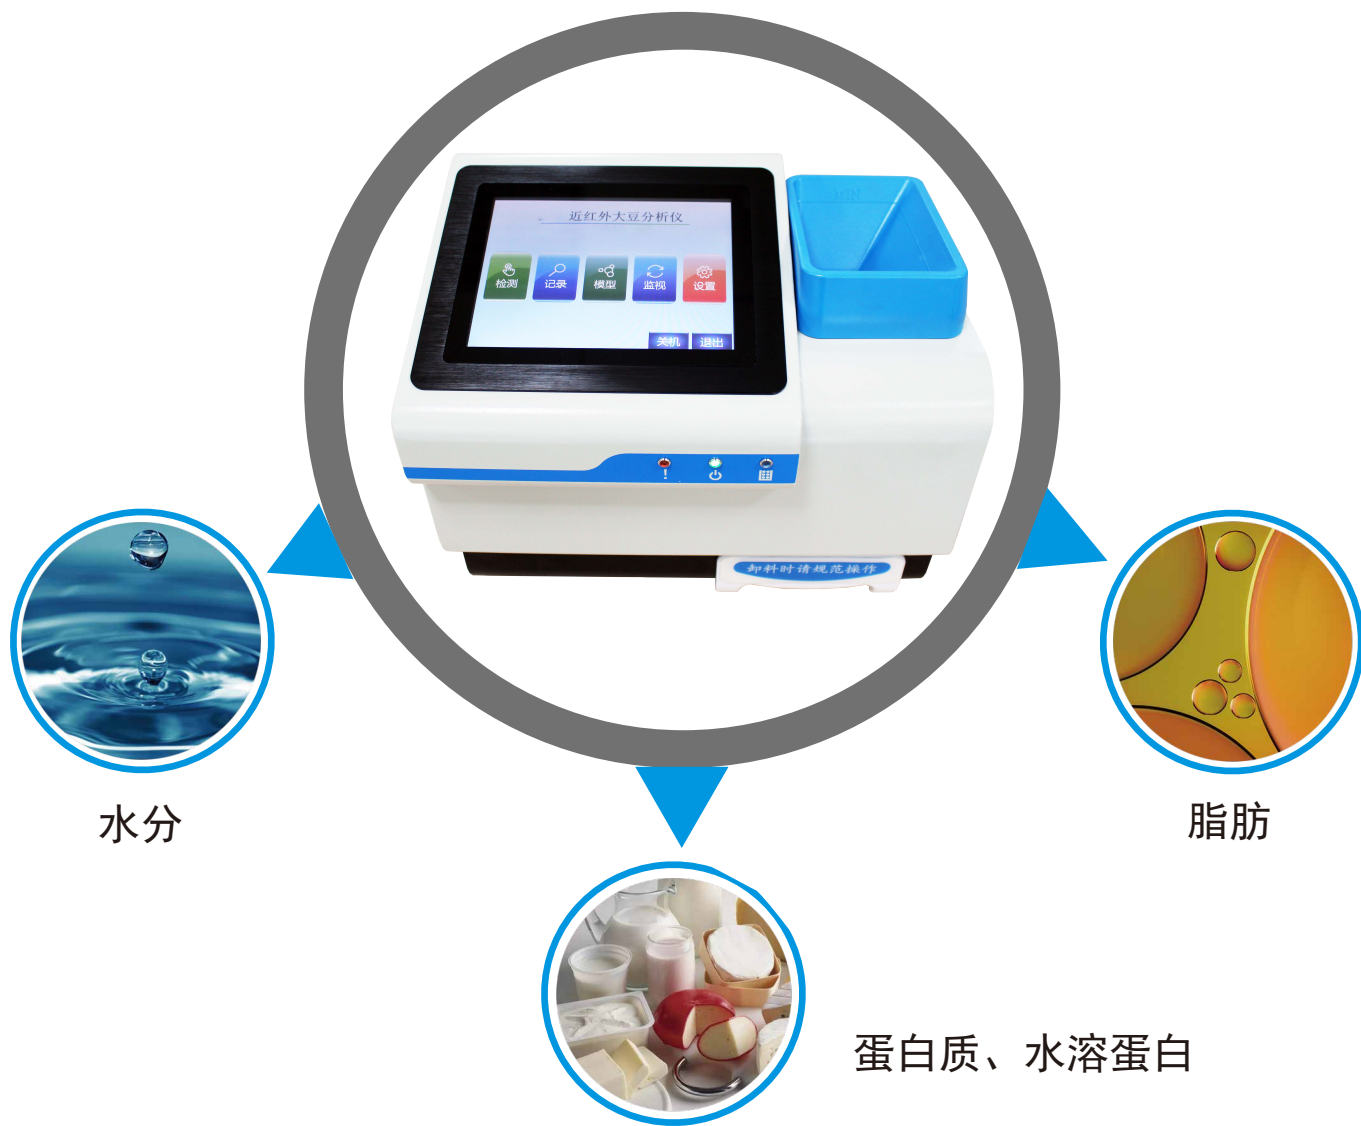 近红外大豆分析仪
检测 记录 模型 监视 设置
关机 退出
!
卸料时请规范操作
水分
脂肪
蛋白质、水溶蛋白